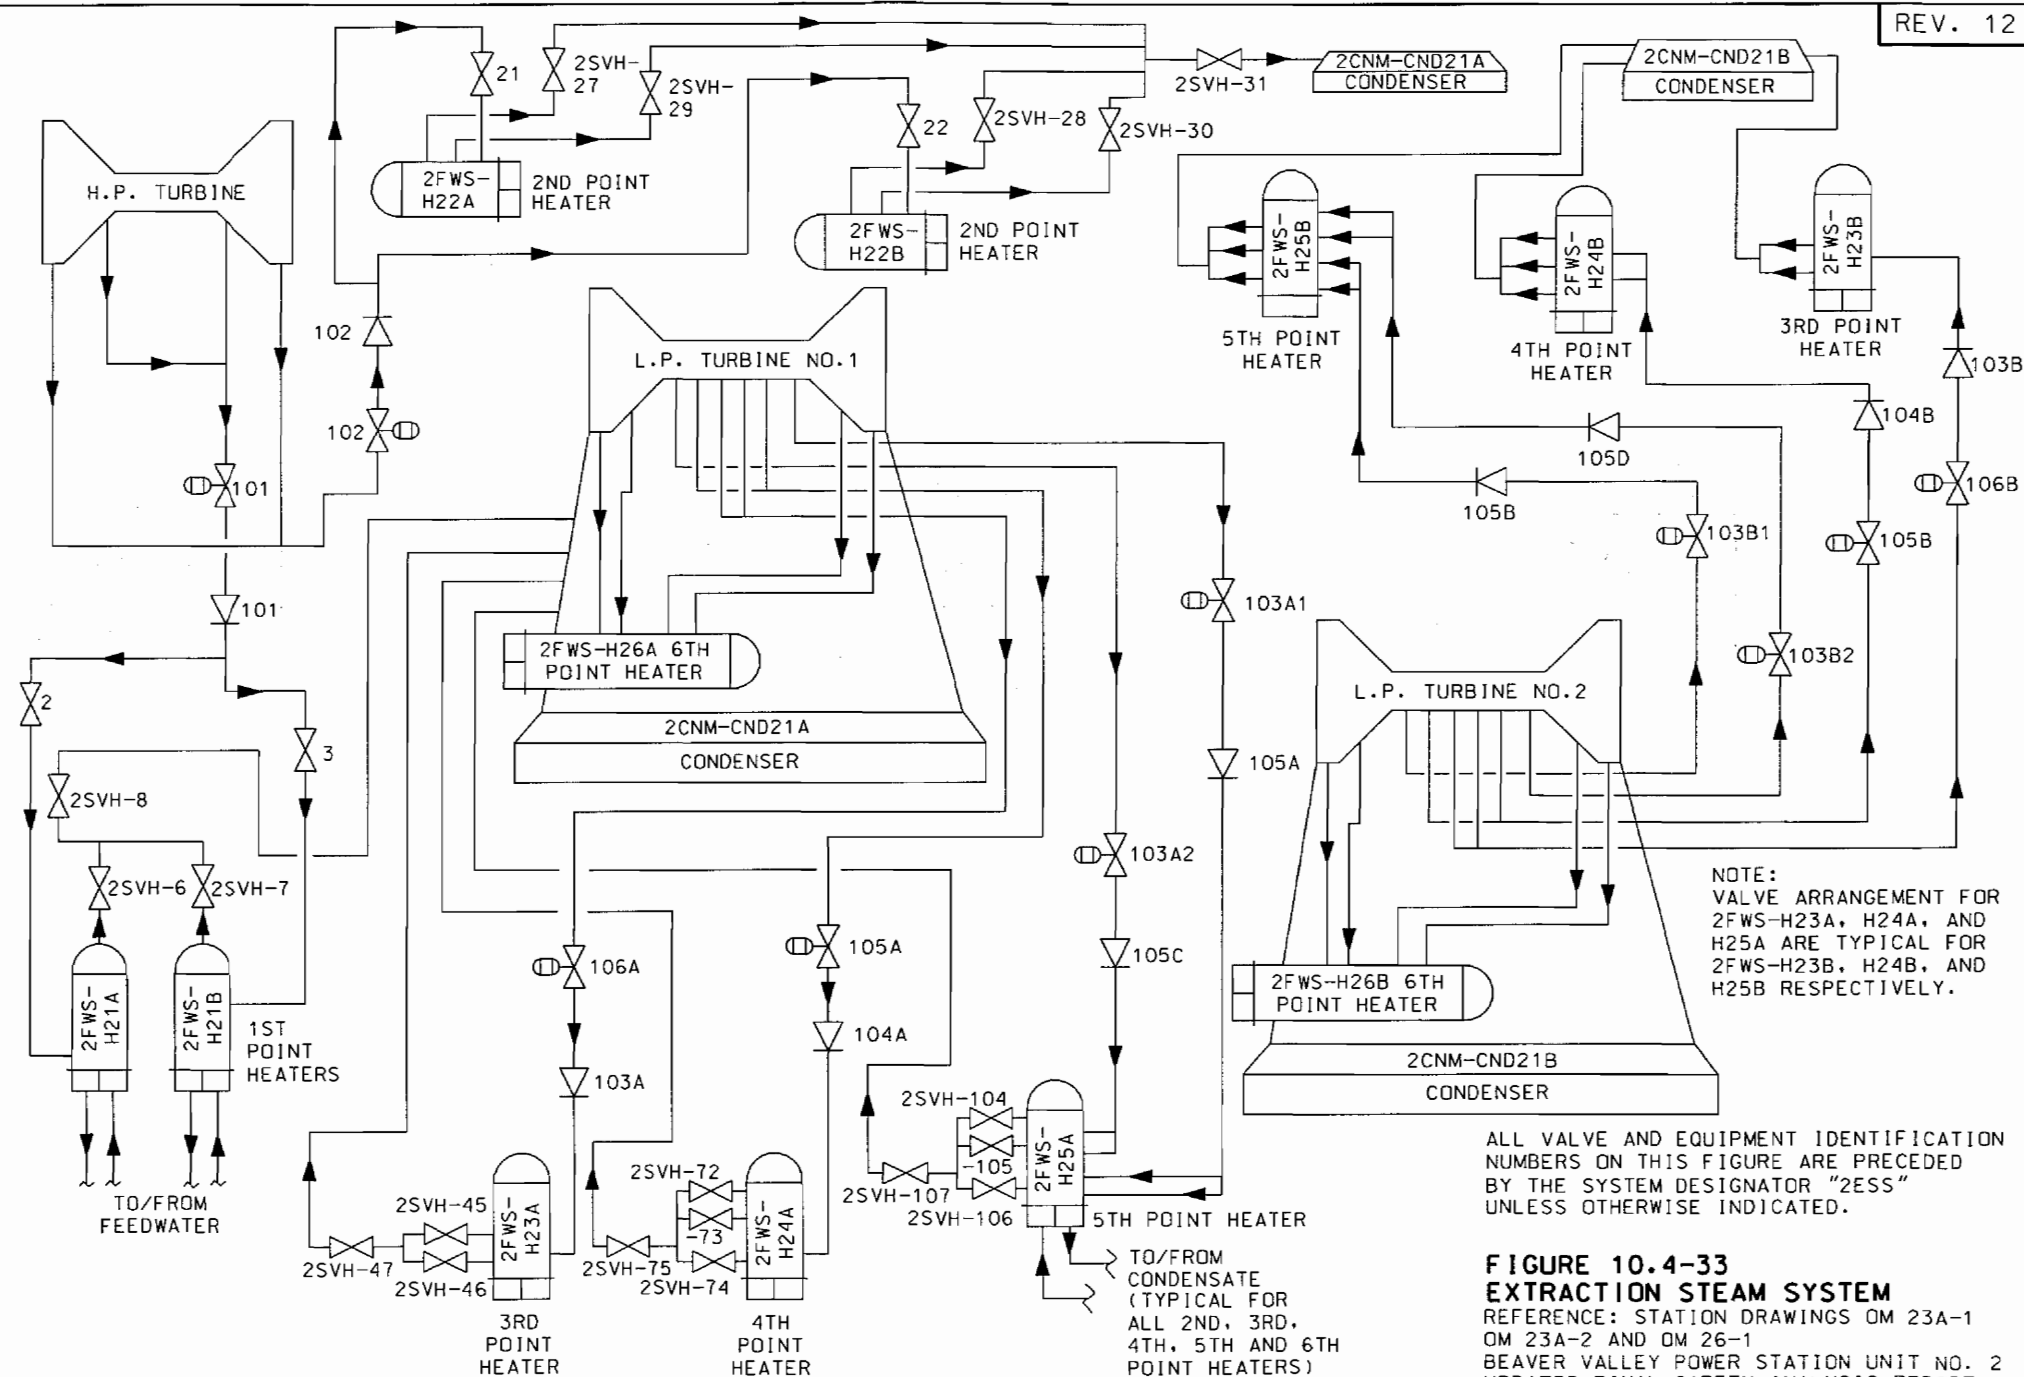 REV. 12
21
2SVH-
27
2SVH-
29
22
2SVH-28
2SVH-30
2SVH-31
2CNM-CND21A
CONDENSER
2CNM-CND21B
CONDENSER
H.P. TURBINE
2FWS-
H22A
2ND POINT
HEATER
2FWS-
H22B
2ND POINT
HEATER
2FWS-
H25B
5TH POINT
HEATER
2FWS-
H24B
4TH POINT
HEATER
2FWS-
H23B
3RD POINT
HEATER
102
102
101
101
L.P. TURBINE NO.1
103B
104B
105D
105B
106B
103B1
105B
103B2
103A1
105A
2FWS-H26A 6TH
POINT HEATER
2CNM-CND21A
CONDENSER
L.P. TURBINE NO.2
2
3
2SVH-8
2SVH-6
2SVH-7
2FWS-
H21A
2FWS-
H21B
1ST
POINT
HEATERS
TO/FROM
FEEDWATER
106A
103A
105A
104A
103A2
105C
NOTE:
VALVE ARRANGEMENT FOR
2FWS-H23A, H24A, AND
H25A ARE TYPICAL FOR
2FWS-H23B, H24B, AND
H25B RESPECTIVELY.
2FWS-H26B 6TH
POINT HEATER
2CNM-CND21B
CONDENSER
2SVH-45
2SVH-47
2SVH-46
2FWS-
H23A
3RD
POINT
HEATER
2SVH-72
-73
2SVH-75
2SVH-74
2FWS-
H24A
4TH
POINT
HEATER
2SVH-104
-105
2SVH-107
2SVH-106
2FWS-
H25A
5TH POINT HEATER
TO/FROM
CONDENSATE
(TYPICAL FOR
ALL 2ND, 3RD,
4TH, 5TH AND 6TH
POINT HEATERS)
ALL VALVE AND EQUIPMENT IDENTIFICATION
NUMBERS ON THIS FIGURE ARE PRECEDED
BY THE SYSTEM DESIGNATOR "2ESS"
UNLESS OTHERWISE INDICATED.
FIGURE 10.4-33
EXTRACTION STEAM SYSTEM
REFERENCE: STATION DRAWINGS OM 23A-1
OM 23A-2 AND OM 26-1
BEAVER VALLEY POWER STATION UNIT NO. 2